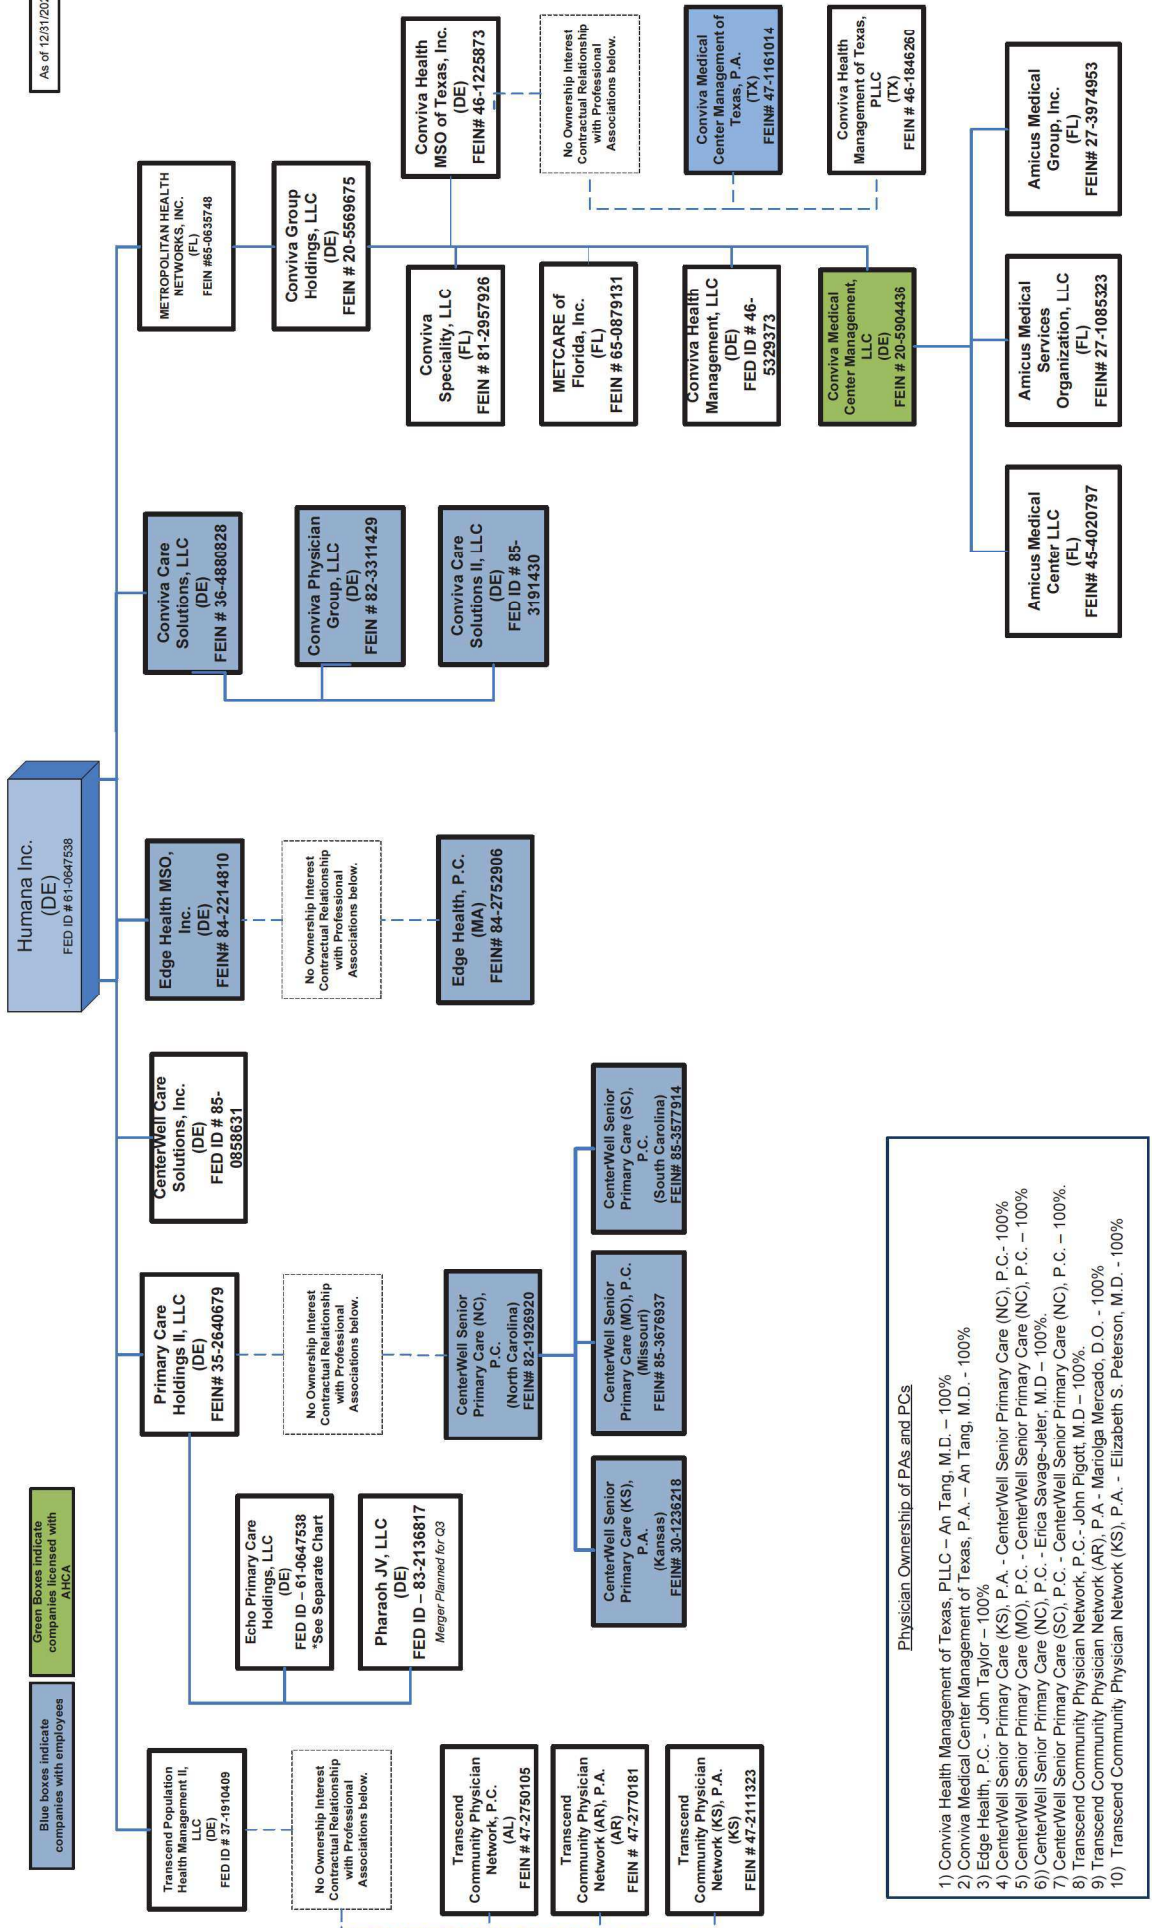 As of 12/31/202
Blue boxes indicate
companies with employees
Green Boxes indicate
companies licensed with
AHCA
Humana Inc.
(DE)
FED ID # 61-0647538
Transcend Population
Health Management II,
LLC
(DE)
FED ID # 37-1910409
No Ownership Interest
Contractual Relationship
with Professional
Associations below.
Transcend
Community Physician
Network, P.C.
(AL)
FEIN # 47-2750105
Transcend
Community Physician
Network (AR), P.A.
(AR)
FEIN # 47-2770181
Transcend
Community Physician
Network (KS), P.A.
(KS)
FEIN # 47-2111323
Primary Care
Holdings II, LLC
(DE)
FEIN# 35-2640679
Echo Primary Care
Holdings, LLC
(DE)
FED ID – 61-0647538
*See Separate Chart
Pharaoh JV, LLC
(DE)
FED ID – 83-2136817
Merger Planned for Q3
No Ownership Interest
Contractual Relationship
with Professional
Associations below.
CenterWell Senior
Primary Care (NC),
P.C.
(North Carolina)
FEIN# 82-1926920
CenterWell Senior
Primary Care (KS),
P.A.
(Kansas)
FEIN# 30-1236218
CenterWell Senior
Primary Care (MO), P.C.
(Missouri)
FEIN# 85-3676937
CenterWell Senior
Primary Care (SC),
P.C.
(South Carolina)
FEIN# 85-3577914
CenterWell Care
Solutions, Inc.
(DE)
FED ID # 85-
0858631
Edge Health MSO,
Inc.
(DE)
FEIN# 84-2214810
No Ownership Interest
Contractual Relationship
with Professional
Associations below.
Edge Health, P.C.
(MA)
FEIN# 84-2752906
Conviva Care
Solutions, LLC
(DE)
FEIN # 36-4880828
Conviva Physician
Group, LLC
(DE)
FEIN # 82-3311429
Conviva Care
Solutions II, LLC
(DE)
FED ID # 85-
3191430
METROPOLITAN HEALTH
NETWORKS, INC.
(FL)
FEIN #65-0635748
Conviva Group
Holdings, LLC
(DE)
FEIN # 20-5569675
Conviva
Speciality, LLC
(FL)
FEIN # 81-2957926
METCARE of
Florida, Inc.
(FL)
FEIN # 65-0879131
Conviva Health
Management, LLC
(DE)
FED ID # 46-
5329373
Conviva Medical
Center Management,
LLC
(DE)
FEIN # 20-5904436
Conviva Health
MSO of Texas, Inc.
(DE)
FEIN# 46-1225873
No Ownership Interest
Contractual Relationship
with Professional
Associations below.
Conviva Medical
Center Management of
Texas, P.A.
(TX)
FEIN# 47-1161014
Conviva Health
Management of Texas,
PLLC
(TX)
FEIN # 46-1846260
Amicus Medical
Center LLC
(FL)
FEIN# 45-4020797
Amicus Medical
Services
Organization, LLC
(FL)
FEIN# 27-1085323
Amicus Medical
Group, Inc.
(FL)
FEIN# 27-3974953
Physician Ownership of PAs and PCs
1) Conviva Health Management of Texas, PLLC – An Tang, M.D. – 100%
2) Conviva Medical Center Management of Texas, P.A. – An Tang, M.D. - 100%
3) Edge Health, P.C. - John Taylor – 100%
4) CenterWell Senior Primary Care (KS), P.A. - CenterWell Senior Primary Care (NC), P.C.- 100%
5) CenterWell Senior Primary Care (MO), P.C. - CenterWell Senior Primary Care (NC), P.C. – 100%
6)) CenterWell Senior Primary Care (NC), P.C. - Erica Savage-Jeter, M.D – 100%.
7) CenterWell Senior Primary Care (SC), P.C. - CenterWell Senior Primary Care (NC), P.C. – 100%.
8) Transcend Community Physician Network, P.C.- John Pigott, M.D – 100%.
9) Transcend Community Physician Network (AR), P.A - Mariolga Mercado, D.O. - 100%
10) Transcend Community Physician Network (KS), P.A. - Elizabeth S. Peterson, M.D. - 100%